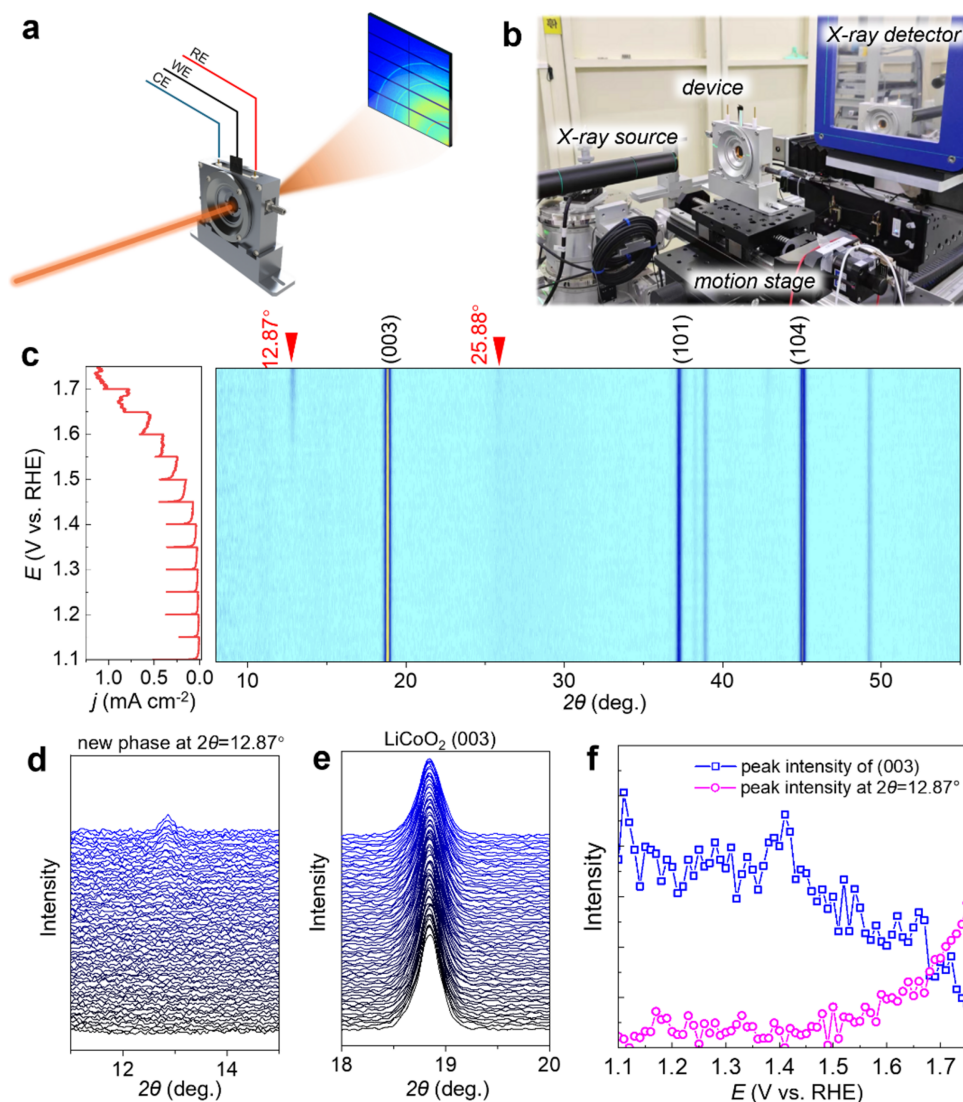 a
RE
WE
CE
b
X-ray detector
device
X-ray source
motion stage
c
12.87°
(003)
25.88°
(101)
(104)
E (V vs. RHE)
1.7
1.6
1.5
1.4
1.3
1.2
1.1
1.0 0.5 0.0
j (mA cm⁻²)
10 20 30 40 50
2θ (deg.)
d
new phase at 2θ=12.87°
Intensity
12 14
2θ (deg.)
e
LiCoO₂ (003)
Intensity
18 19 20
2θ (deg.)
f
peak intensity of (003)
peak intensity at 2θ=12.87°
Intensity
1.1 1.2 1.3 1.4 1.5 1.6 1.7
E (V vs. RHE)